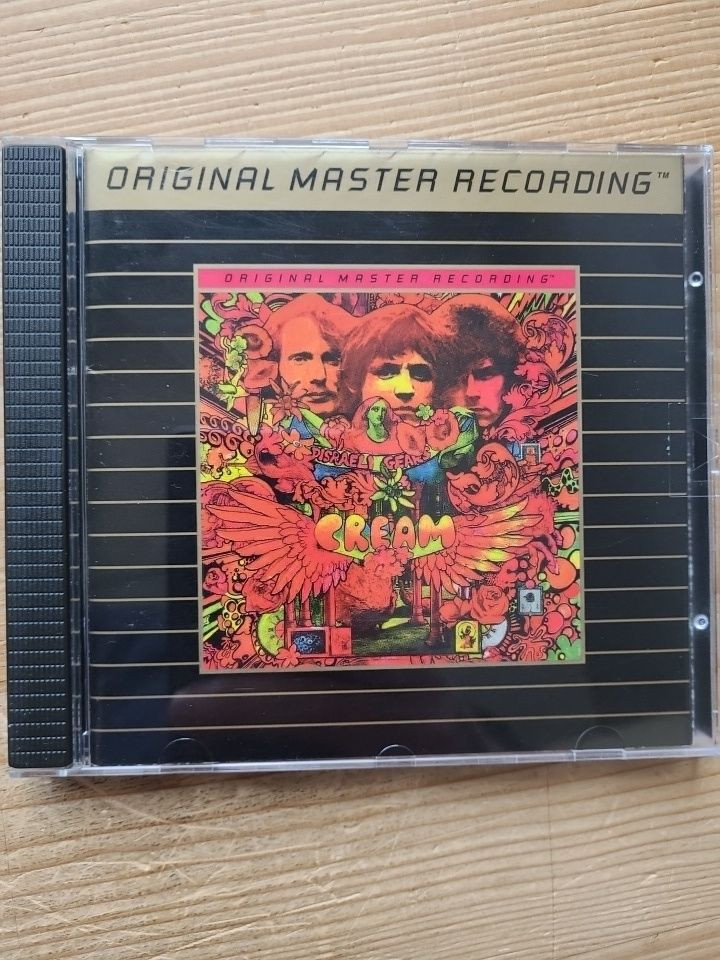 ORIGINAL MASTER RECORDING™
ORIGINAL MASTER RECORDING™
DISRAELI GEARS
CREAM